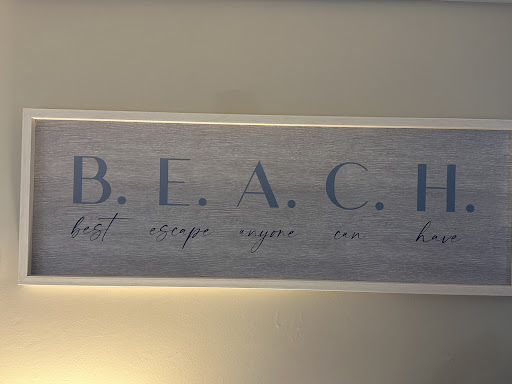 B. E. A. C. H.
best escape anyone can have